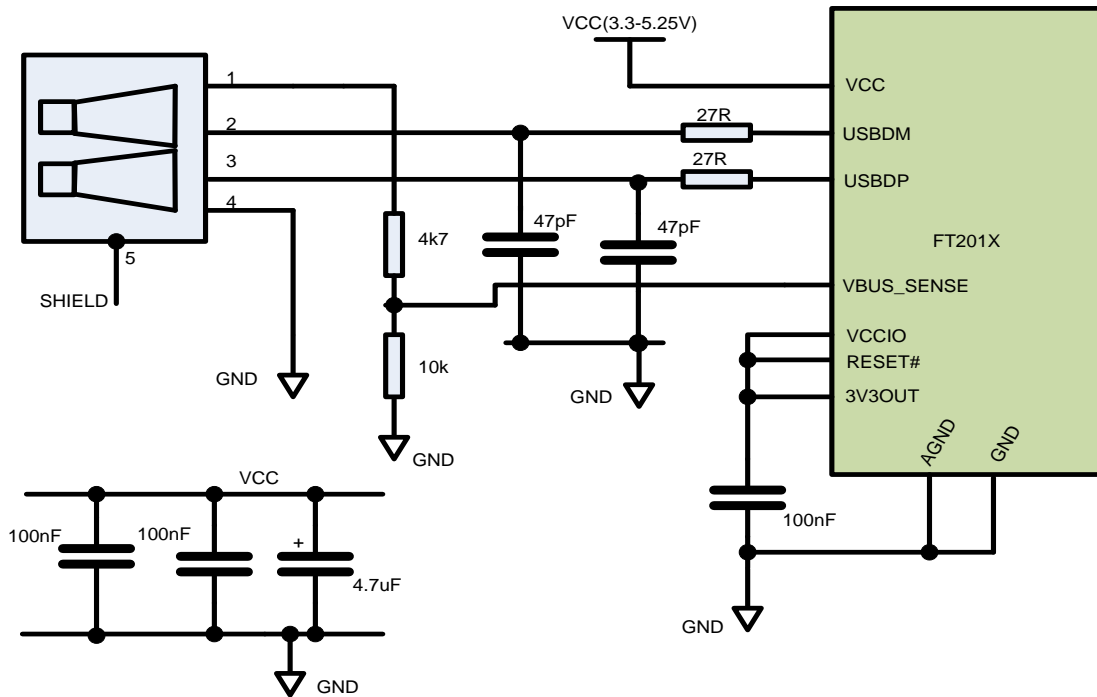 VCC(3.3-5.25V)
1
VCC
2
27R
USBDM
3
27R
USBDP
4
4k7
47pF
47pF
FT201X
5
SHIELD
VBUS_SENSE
VCCIO
RESET#
GND
10k
GND
3V3OUT
GND
AGND
GND
VCC
100nF
100nF
+
4.7uF
100nF
GND
GND